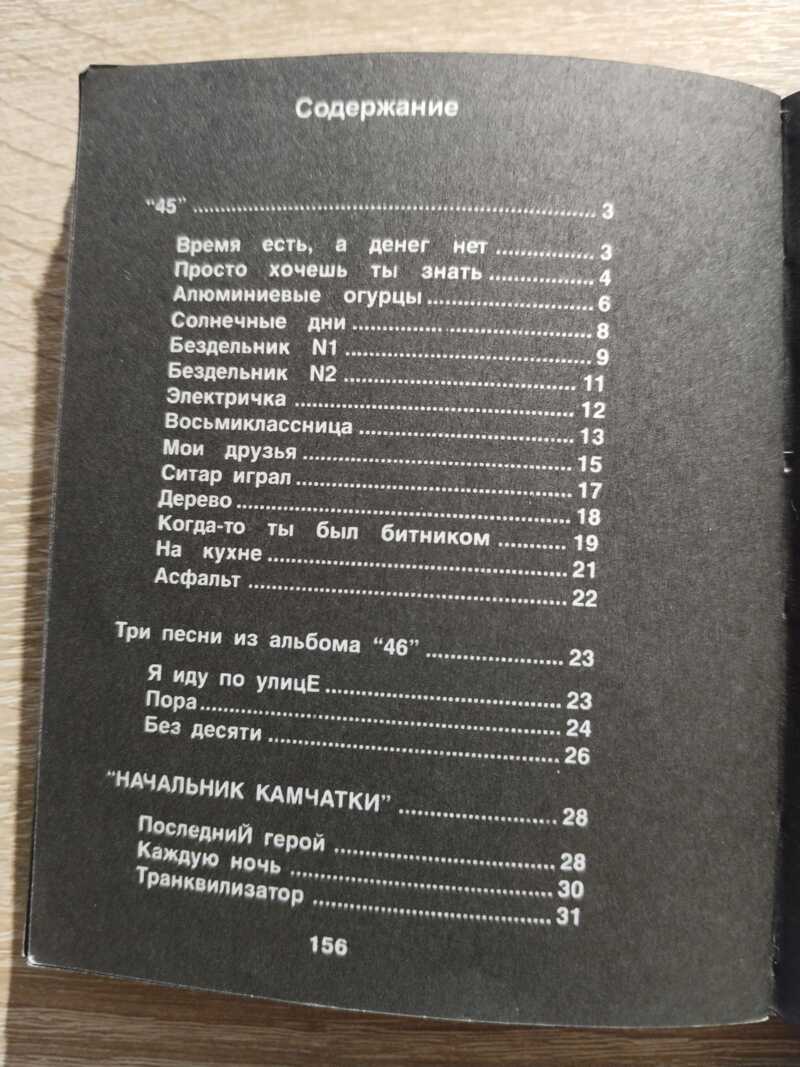 Содержание
"45" 3
Время есть, а денег нет 3
Просто хочешь ты знать 4
Алюминиевые огурцы 6
Солнечные дни 8
Бездельник N1 9
Бездельник N2 11
Электричка 12
Восьмиклассница 13
Мои друзья 15
Ситар играл 17
Дерево 18
Когда-то ты был битником 19
На кухне 21
Асфальт 22
Три песни из альбома "46" 23
Я иду по улицЕ 23
Пора 24
Без десяти 26
"НАЧАЛЬНИК КАМЧАТКИ" 28
ПоследниЙ герой 28
Каждую ночь 30
Транквилизатор 31
156